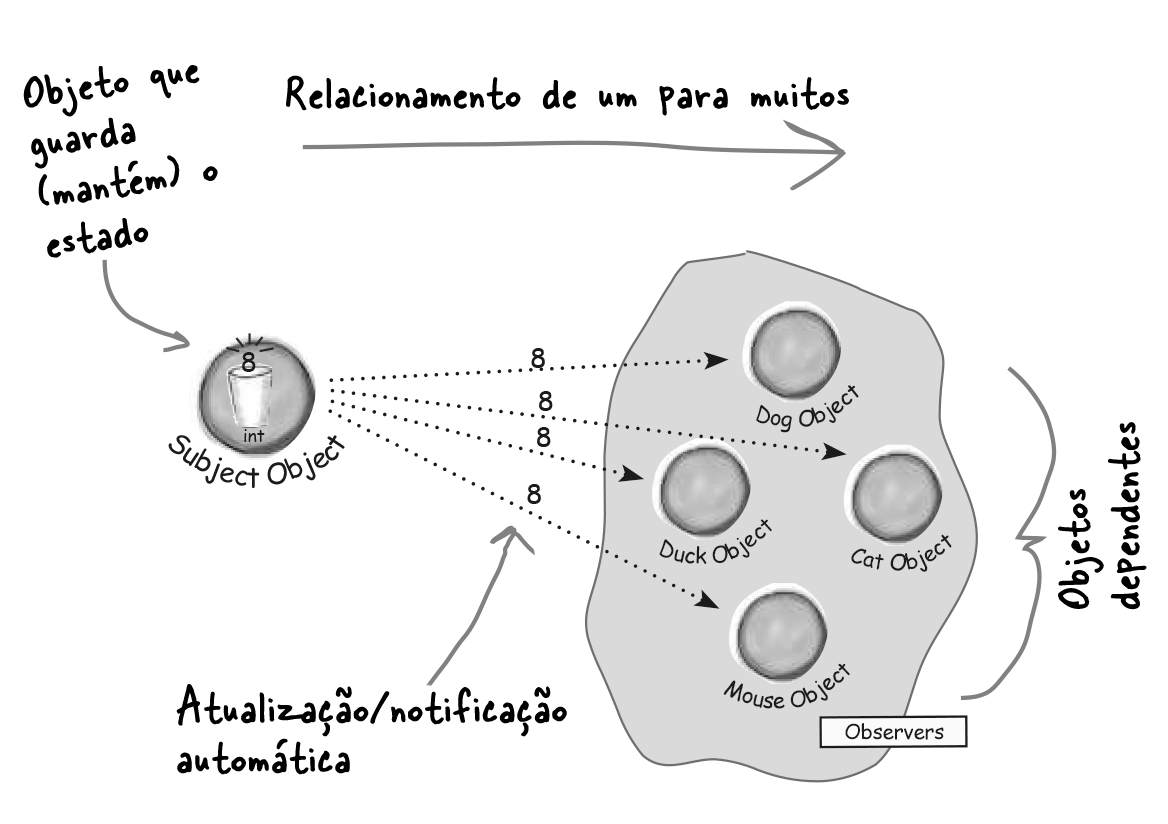 Objeto que
guarda
(mantém) o
estado
Relacionamento de um para muitos
8
int
Subject Object
8
8
8
8
Dog Object
Duck Object
Cat Object
Mouse Object
Observers
Objetos
dependentes
Atualização/notificação
automática